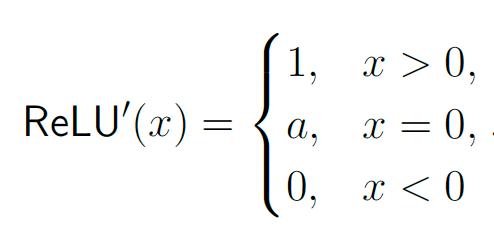 1, x > 0,
ReLU′(x) = { a, x = 0, .
0, x < 0